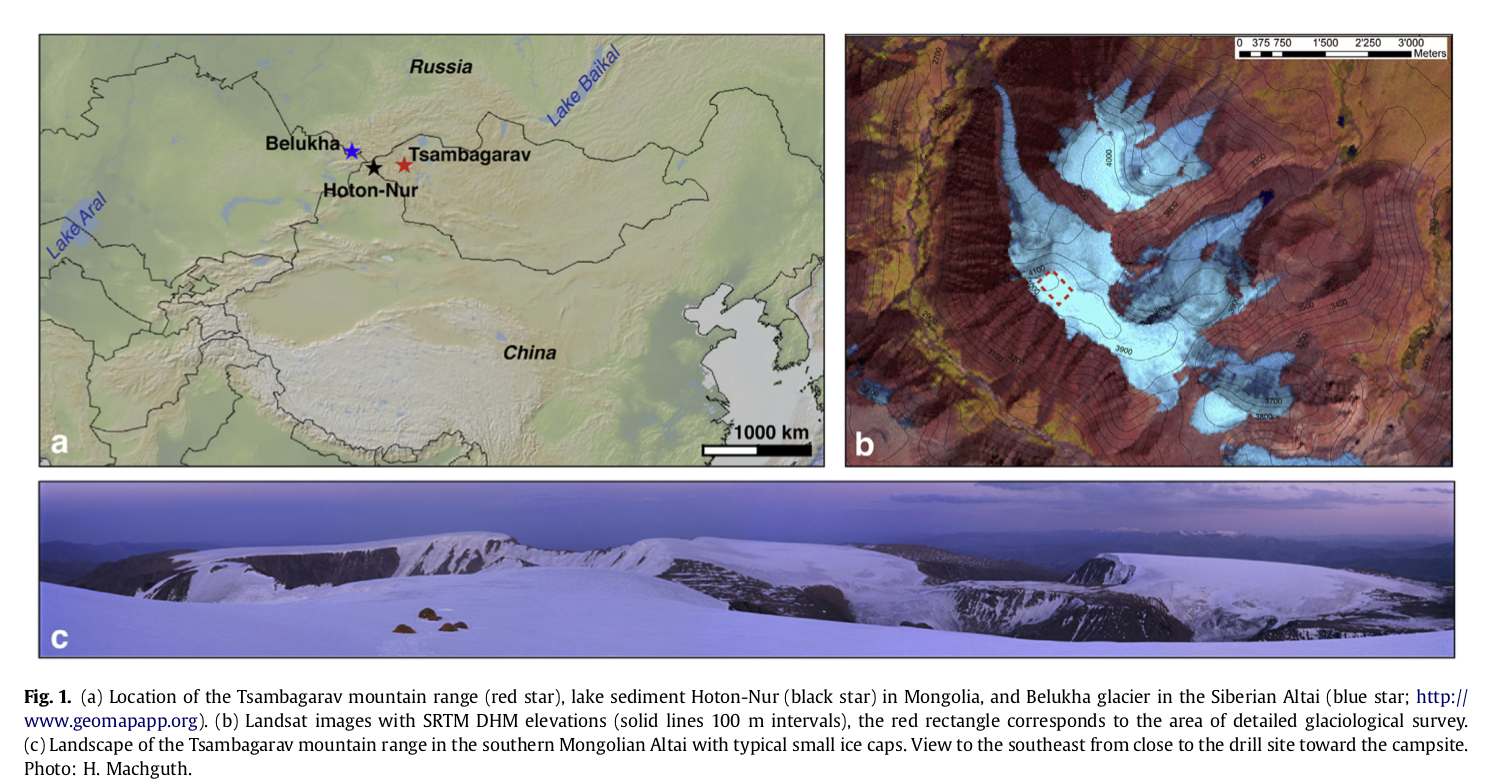 Russia
Lake Baikal
Belukha
Tsambagarav
Hoton-Nur
Lake Aral
China
1000 km
a
0 375 750 1'500 2'250 3'000
Meters
2700
4000
3900
3700
3800
3400
4100
b
c
Fig. 1. (a) Location of the Tsambagarav mountain range (red star), lake sediment Hoton-Nur (black star) in Mongolia, and Belukha glacier in the Siberian Altai (blue star; http://
www.geomapapp.org). (b) Landsat images with SRTM DHM elevations (solid lines 100 m intervals), the red rectangle corresponds to the area of detailed glaciological survey.
(c) Landscape of the Tsambagarav mountain range in the southern Mongolian Altai with typical small ice caps. View to the southeast from close to the drill site toward the campsite.
Photo: H. Machguth.